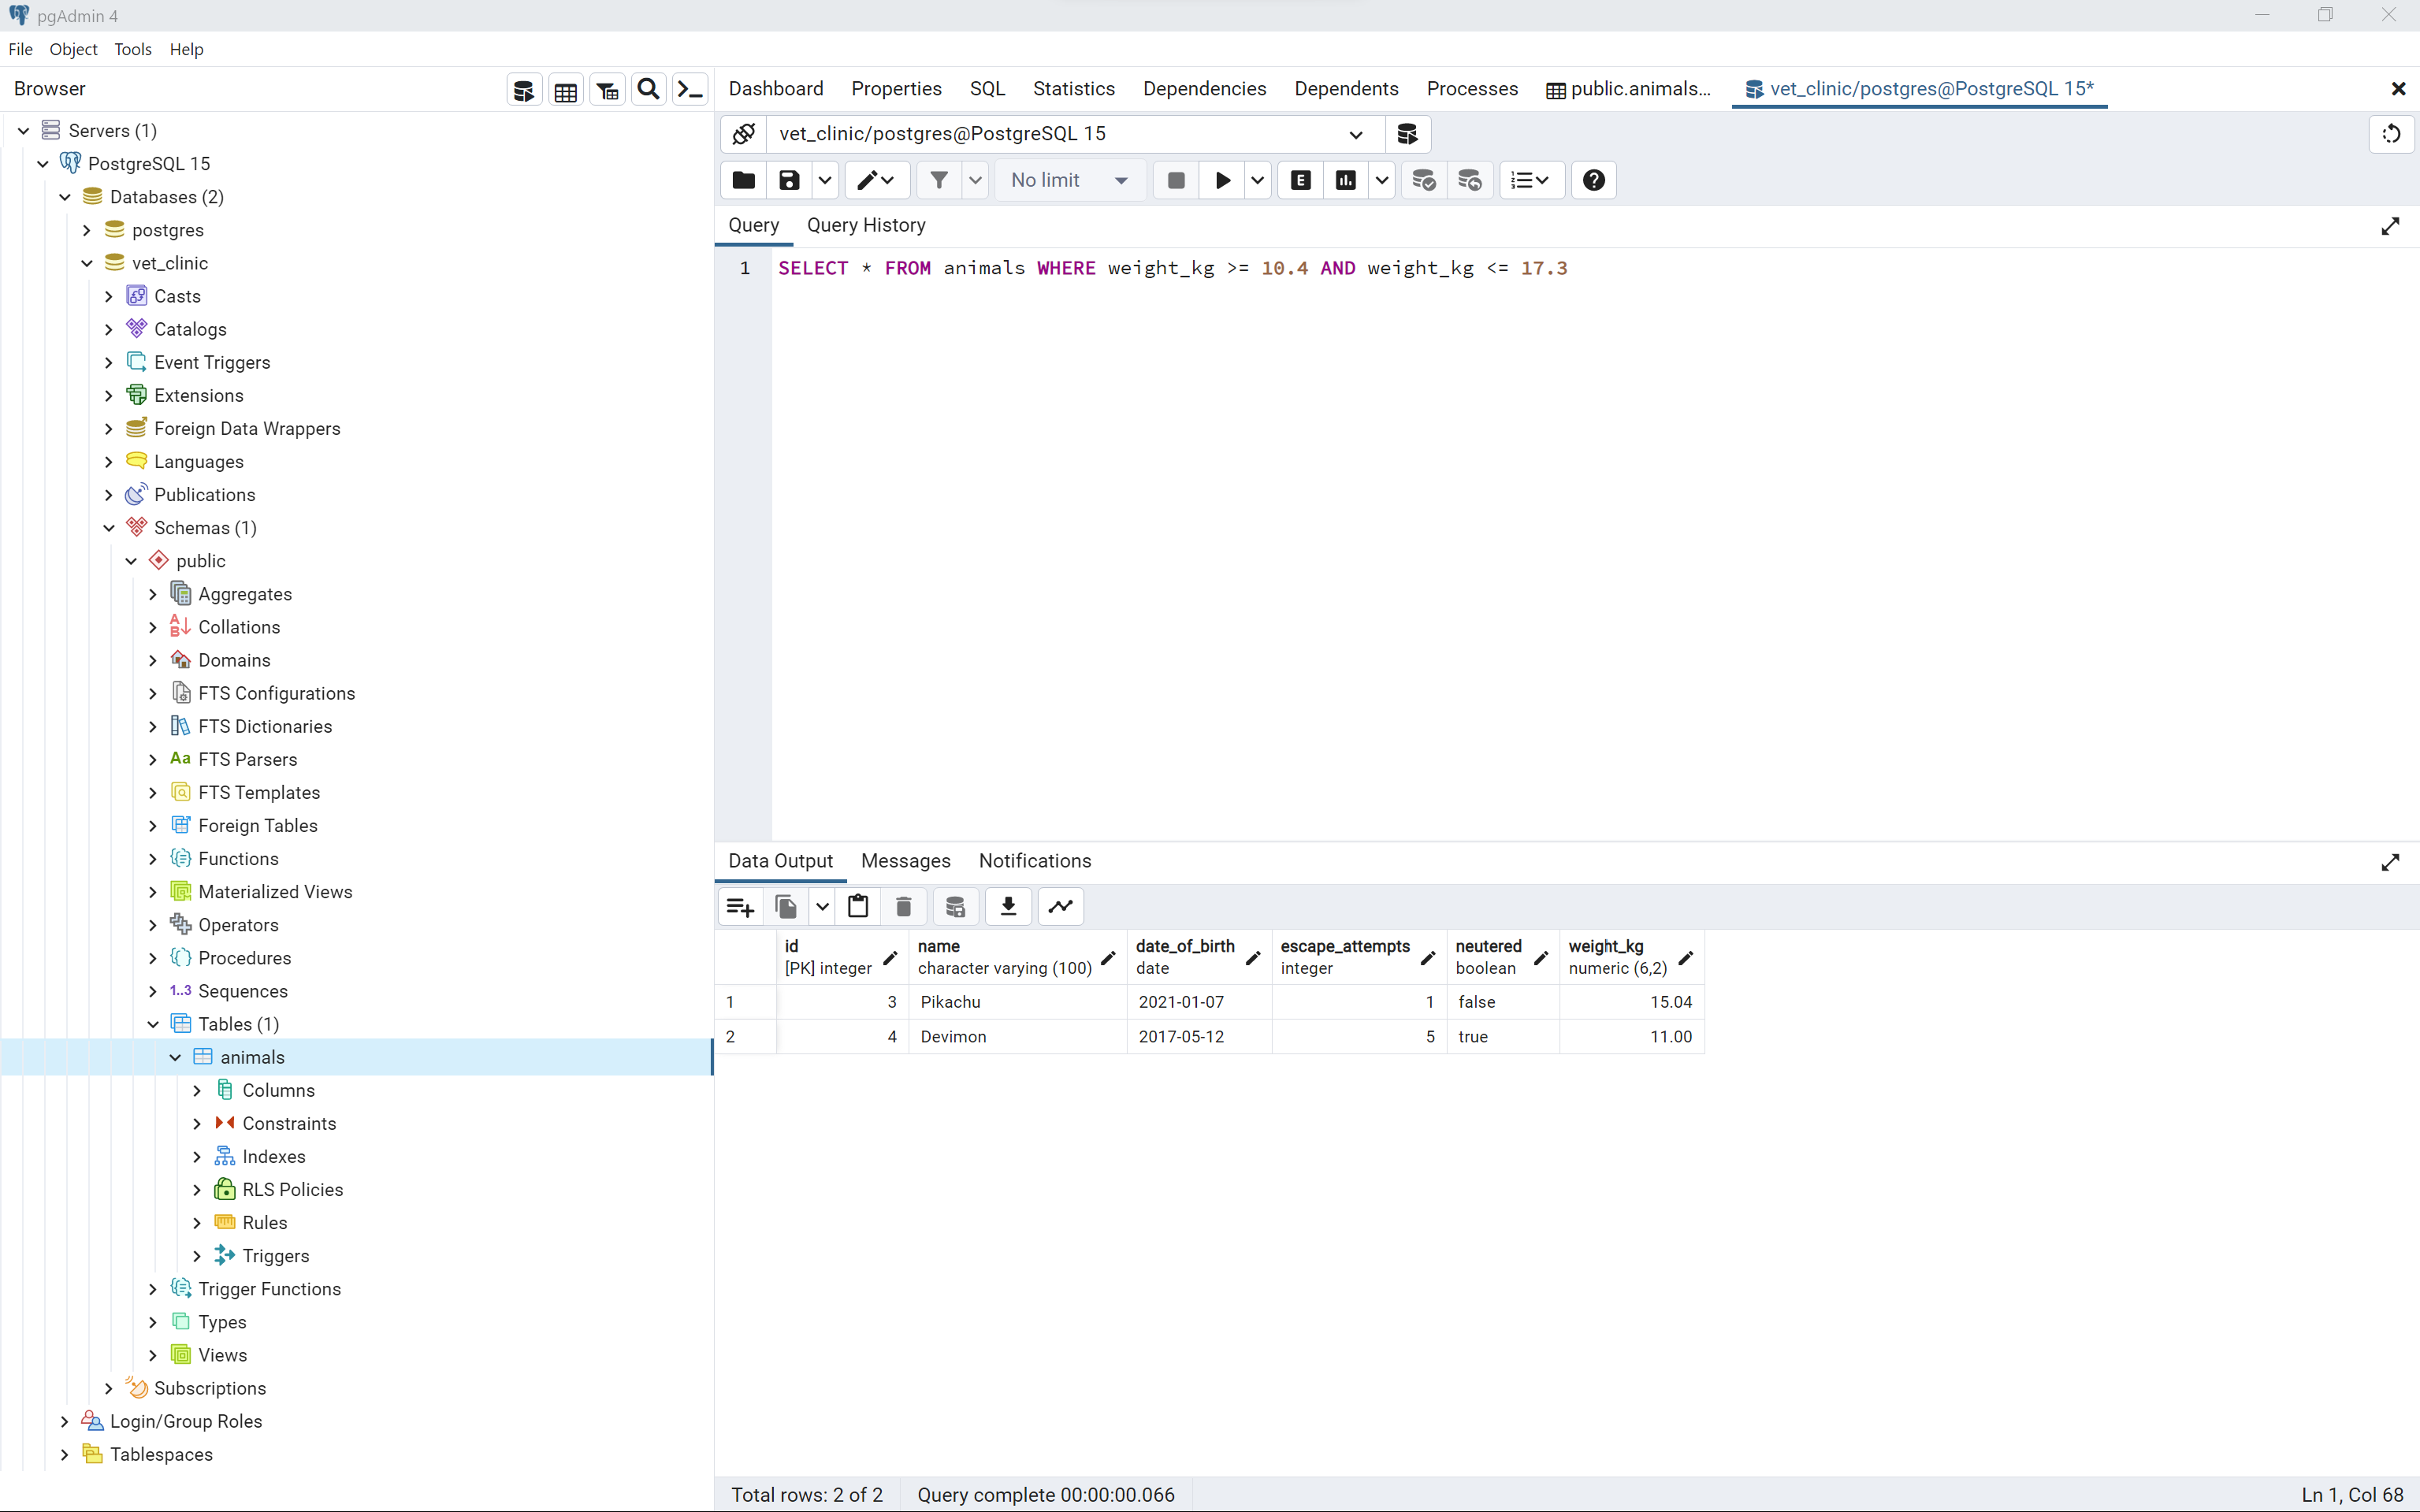 pgAdmin 4
File Object Tools Help
Browser
Servers (1)
PostgreSQL 15
Databases (2)
postgres
vet_clinic
Casts
Catalogs
Event Triggers
Extensions
Foreign Data Wrappers
Languages
Publications
Schemas (1)
public
Aggregates
Collations
Domains
FTS Configurations
FTS Dictionaries
Aa FTS Parsers
FTS Templates
Foreign Tables
Functions
Materialized Views
Operators
Procedures
1..3 Sequences
Tables (1)
animals
Columns
Constraints
Indexes
RLS Policies
Rules
Triggers
Trigger Functions
Types
Views
Subscriptions
Login/Group Roles
Tablespaces
Dashboard Properties SQL Statistics Dependencies Dependents Processes public.animals... vet_clinic/postgres@PostgreSQL 15*
vet_clinic/postgres@PostgreSQL 15
No limit E
Query Query History
1 SELECT * FROM animals WHERE weight_kg >= 10.4 AND weight_kg <= 17.3
Data Output Messages Notifications
id name date_of_birth escape_attempts neutered weight_kg
[PK] integer character varying (100) date integer boolean numeric (6,2)
1 3 Pikachu 2021-01-07 1 false 15.04
2 4 Devimon 2017-05-12 5 true 11.00
Total rows: 2 of 2 Query complete 00:00:00.066 Ln 1, Col 68